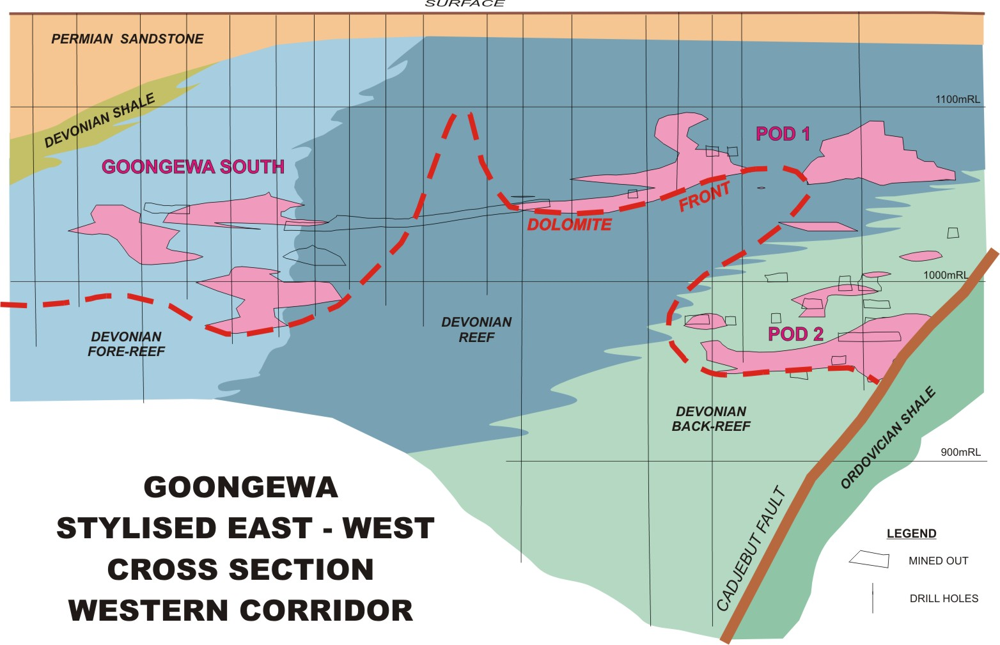 SURFACE
PERMIAN SANDSTONE
1100mRL
DEVONIAN SHALE
POD 1
GOONGEWA SOUTH
FRONT
DOLOMITE
1000mRL
DEVONIAN
REEF
POD 2
DEVONIAN
FORE-REEF
DEVONIAN
BACK-REEF
ORDOVICIAN SHALE
900mRL
GOONGEWA
STYLISED EAST - WEST
CROSS SECTION
WESTERN CORRIDOR
CADJEBUT FAULT
LEGEND
MINED OUT
DRILL HOLES